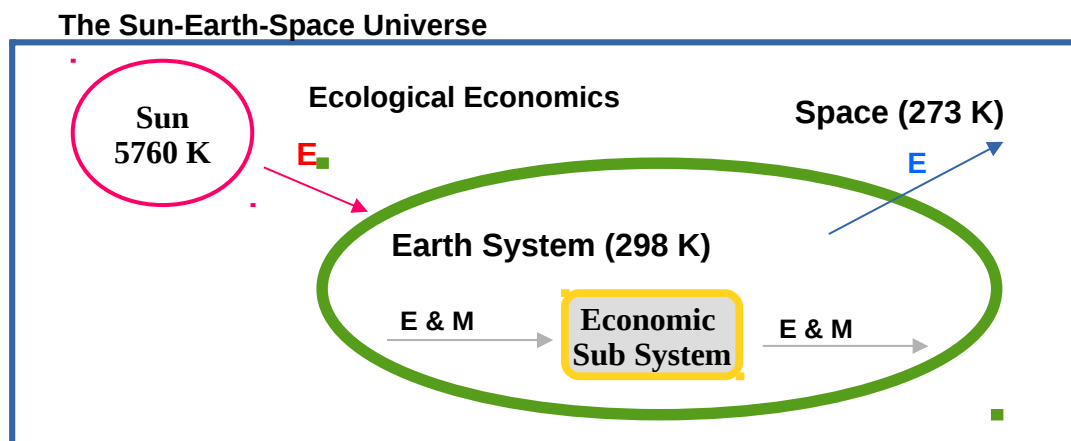 The Sun-Earth-Space Universe
Sun
5760 K
Ecological Economics
Space (273 K)
E
E
Earth System (298 K)
E & M
Economic
Sub System
E & M